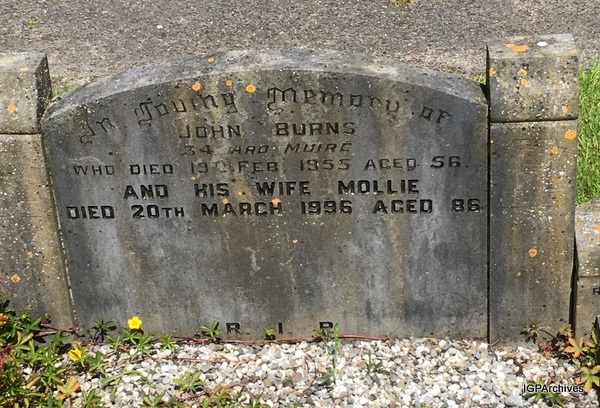 In Loving Memory of
JOHN BURNS
34 ARD MUIRE
WHO DIED 19TH FEB 1955 AGED 56
AND HIS WIFE MOLLIE
DIED 20TH MARCH 1996 AGED 86
R I P
IGPArchives